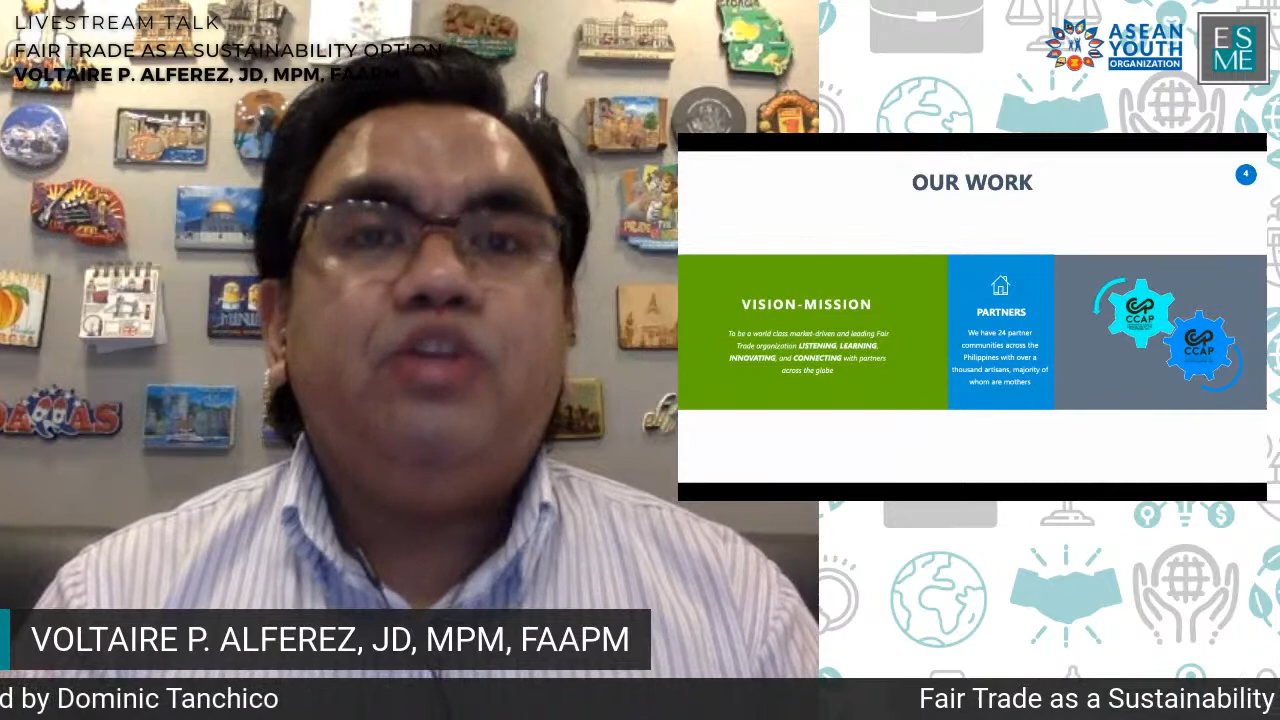 LIVESTREAM TALK
FAIR TRADE AS A SUSTAINABILITY OPTION
VOLTAIRE P. ALFEREZ, JD, MPM, FAAPM
ASEAN
YOUTH
ORGANIZATION
ES
ME
OUR WORK
4
VISION-MISSION
To be a world class market-driven and leading Fair
Trade organization LISTENING, LEARNING,
INNOVATING, and CONNECTING with partners
across the globe
PARTNERS
We have 24 partner
communities across the
Philippines with over a
thousand artisans, majority of
whom are mothers
CCAP
CCAP
VOLTAIRE P. ALFEREZ, JD, MPM, FAAPM
d by Dominic Tanchico
Fair Trade as a Sustainability